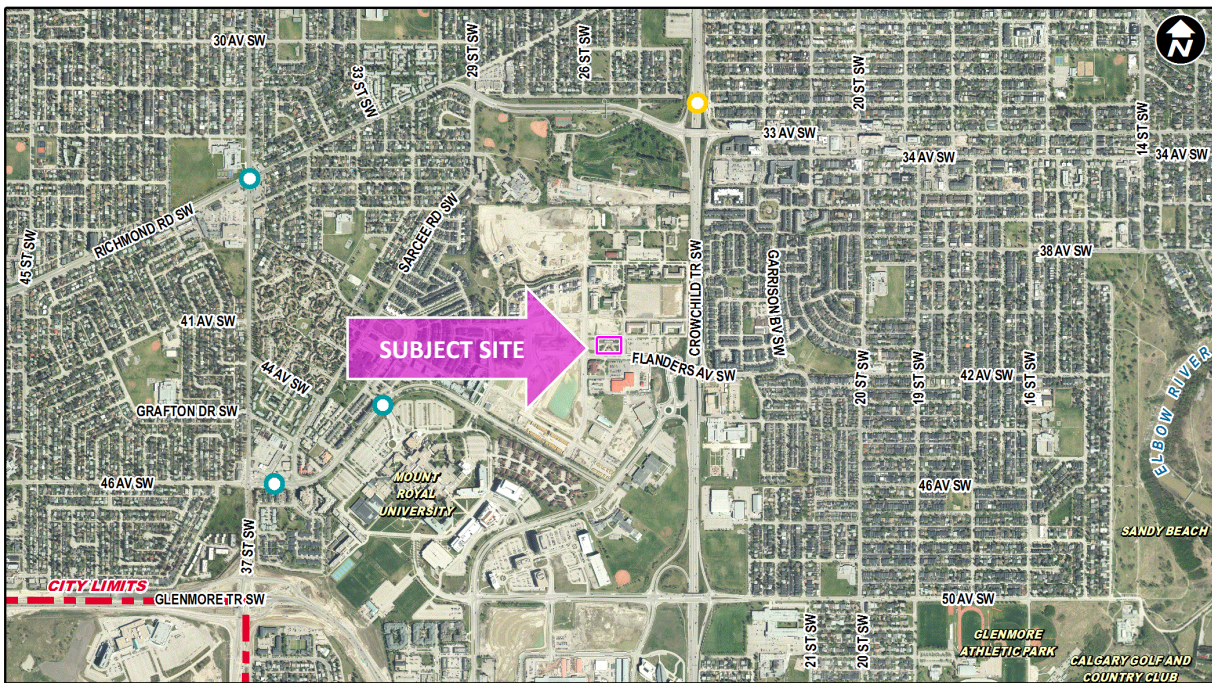 30 AV SW
29 ST SW
26 ST SW
20 ST SW
14 ST SW
N
33 ST SW
33 AV SW
34 AV SW
34 AV SW
RICHMOND RD SW
SARCEE RD SW
45 ST SW
CROWCHILD TR SW
GARRISON BV SW
38 AV SW
41 AV SW
SUBJECT SITE
FLANDERS AV SW
44 AV SW
20 ST SW
19 ST SW
42 AV SW
16 ST SW
ELBOW RIVER
GRAFTON DR SW
46 AV SW
MOUNT
ROYAL
UNIVERSITY
46 AV SW
SANDY BEACH
37 ST SW
CITY LIMITS
GLENMORE TR SW
50 AV SW
21 ST SW
20 ST SW
GLENMORE
ATHLETIC PARK
CALGARY GOLF AND
COUNTRY CLUB